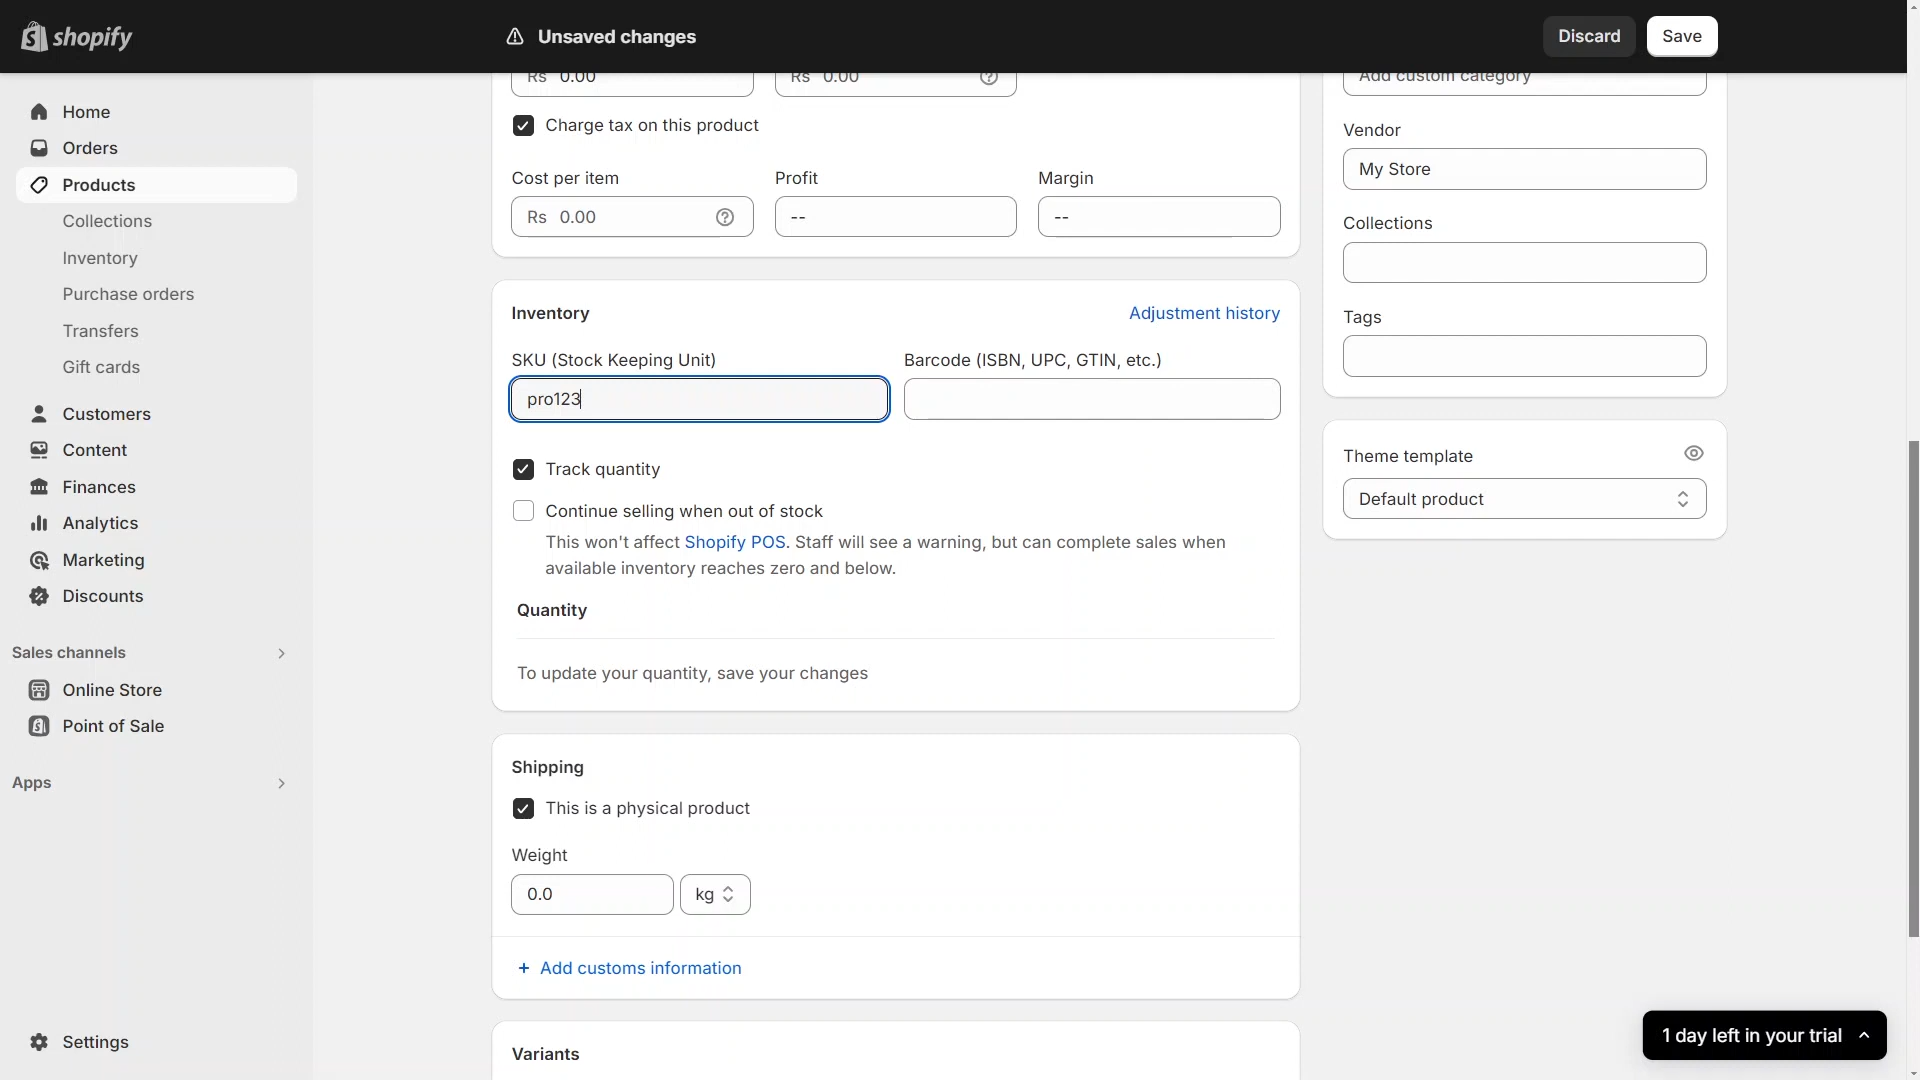 shopify
Unsaved changes
Discard
Save
Home
Orders
Products
Collections
Inventory
Purchase orders
Transfers
Gift cards
Customers
Content
Finances
Analytics
Marketing
Discounts
Sales channels
Online Store
Point of Sale
Apps
Settings
Rs 0.00
Rs 0.00
Charge tax on this product
Cost per item
Profit
Margin
Rs 0.00
--
--
Inventory
Adjustment history
SKU (Stock Keeping Unit)
Barcode (ISBN, UPC, GTIN, etc.)
pro123
Track quantity
Continue selling when out of stock
This won't affect Shopify POS. Staff will see a warning, but can complete sales when
available inventory reaches zero and below.
Quantity
To update your quantity, save your changes
Shipping
This is a physical product
Weight
0.0
kg
+ Add customs information
Variants
Add custom category
Vendor
My Store
Collections
Tags
Theme template
Default product
1 day left in your trial